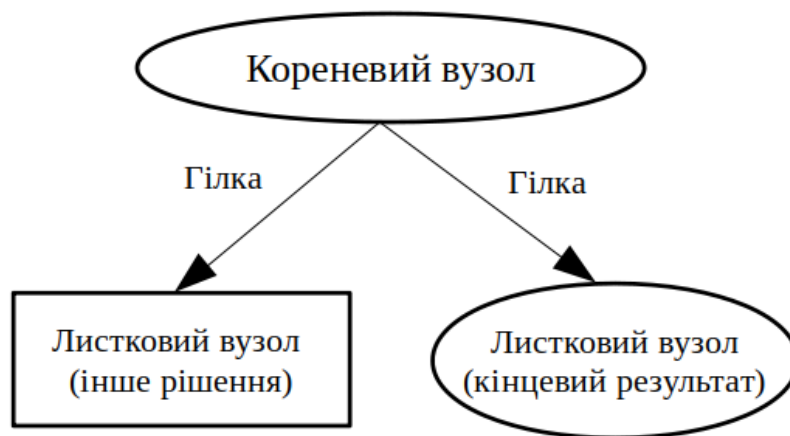 Кореневий вузол
Гілка
Гілка
Листковий вузол
(інше рішення)
Листковий вузол
(кінцевий результат)